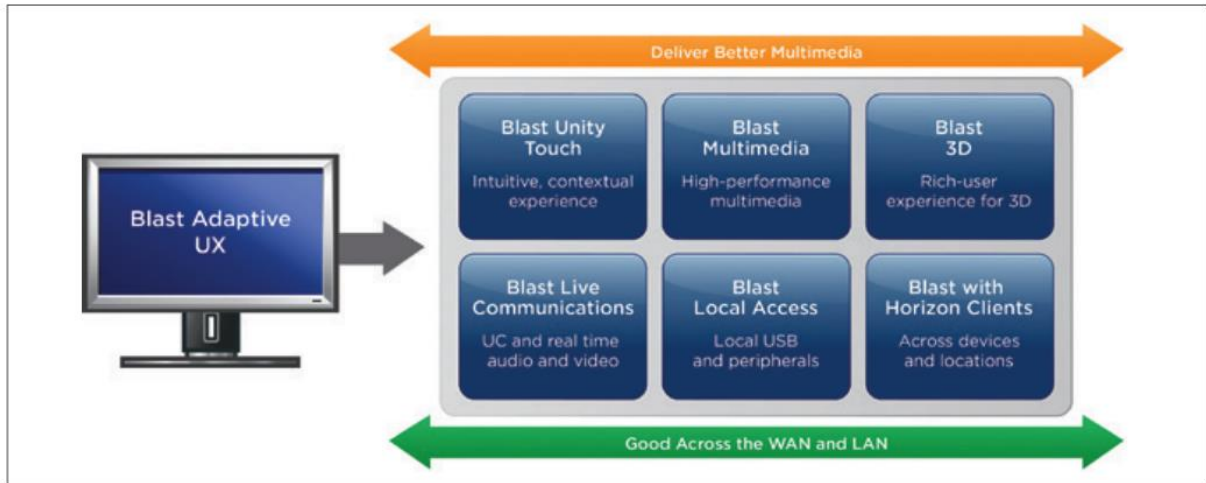 Deliver Better Multimedia
Blast Adaptive
UX
Blast Unity
Touch
Intuitive, contextual
experience
Blast
Multimedia
High-performance
multimedia
Blast
3D
Rich-user
experience for 3D
Blast Live
Communications
UC and real time
audio and video
Blast
Local Access
Local USB
and peripherals
Blast with
Horizon Clients
Across devices
and locations
Good Across the WAN and LAN